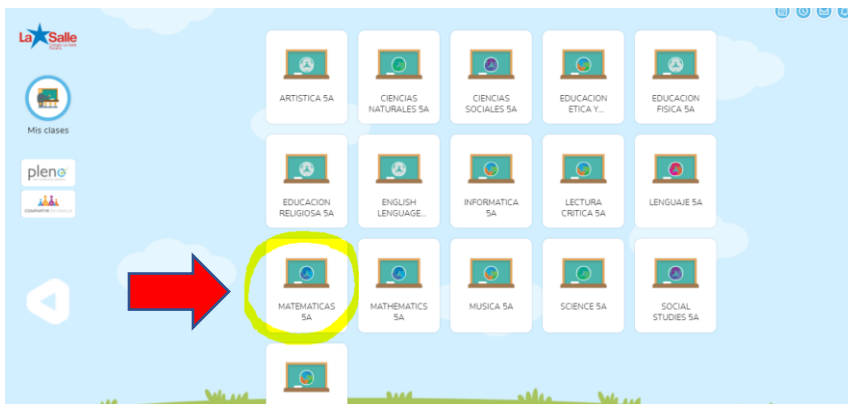 La Salle
Mis clases
pleno
ARTISTICA 5A
CIENCIAS
NATURALES 5A
CIENCIAS
SOCIALES 5A
EDUCACION
ETICA Y...
EDUCACION
FISICA 5A
EDUCACION
RELIGIOSA 5A
ENGLISH
LENGUAGE...
INFORMATICA
5A
LECTURA
CRITICA 5A
LENGUAJE 5A
MATEMATICAS
5A
MATHEMATICS
5A
MUSICA 5A
SCIENCE 5A
SOCIAL
STUDIES 5A